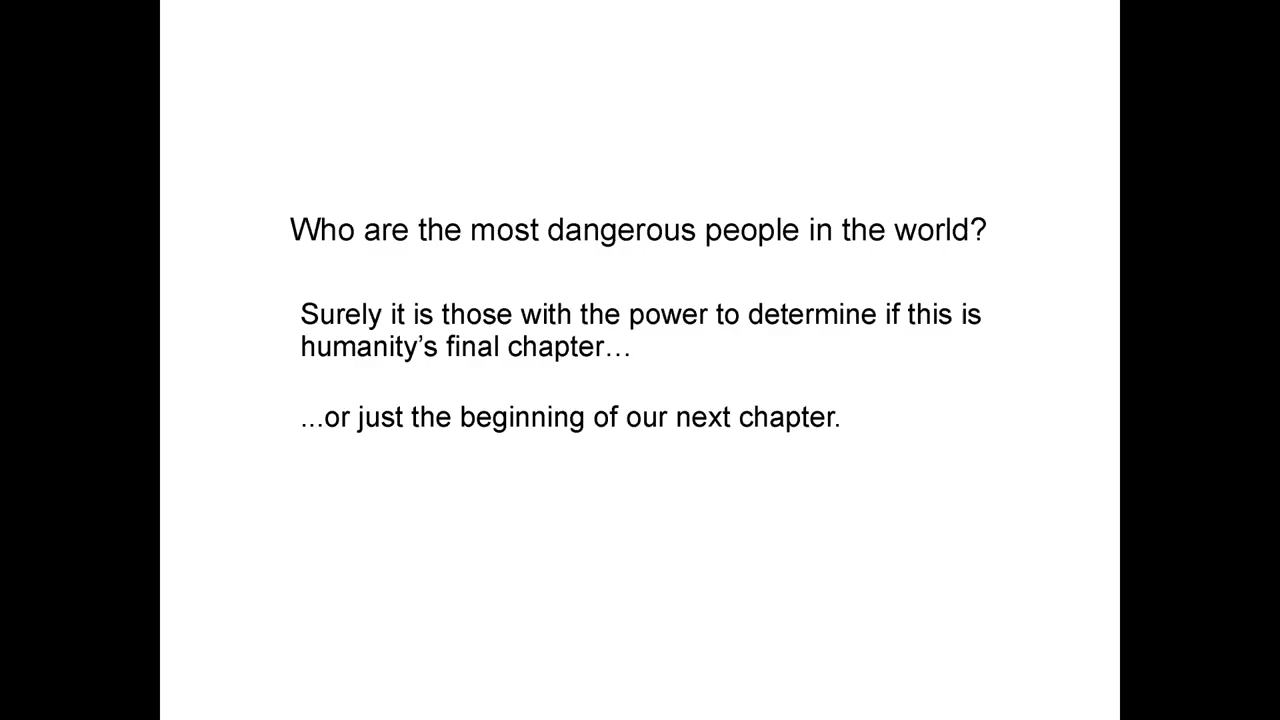 Who are the most dangerous people in the world?
Surely it is those with the power to determine if this is
humanity’s final chapter…
...or just the beginning of our next chapter.